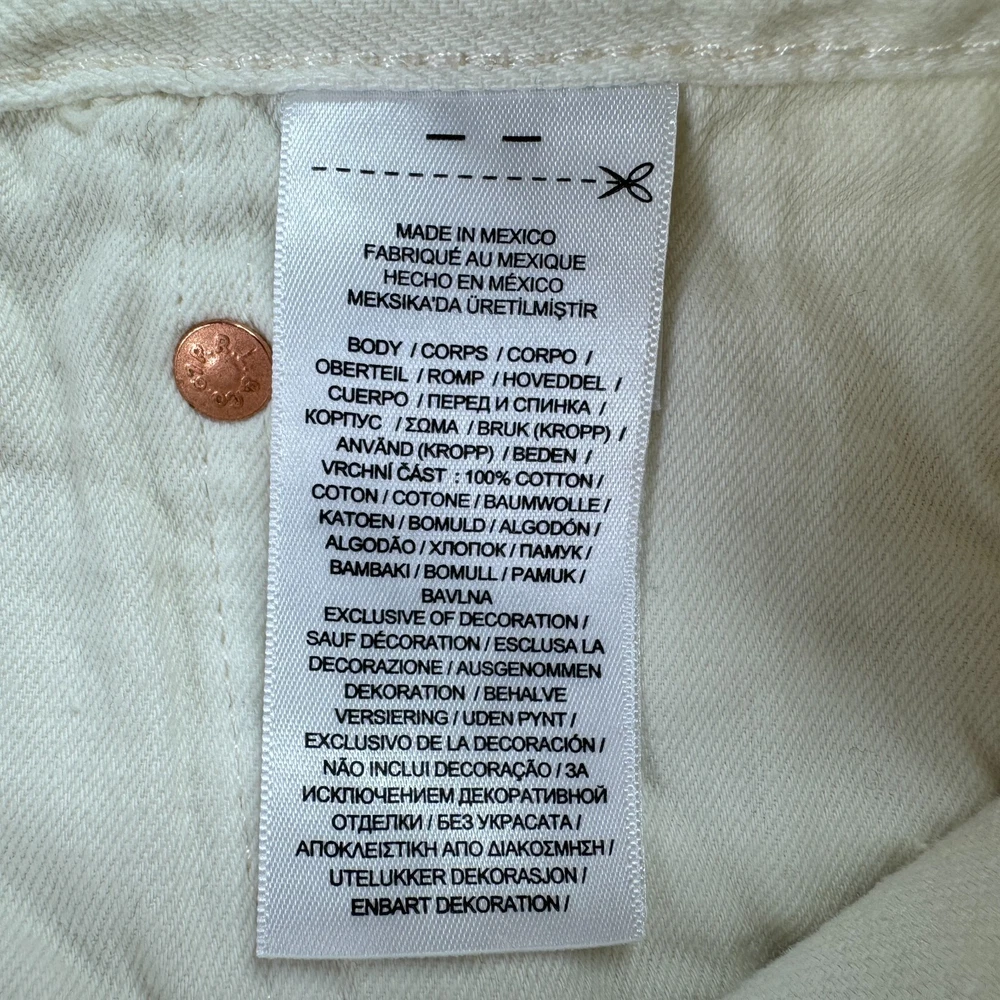 MADE IN MEXICO
FABRIQUÉ AU MEXIQUE
HECHO EN MÉXICO
MEKSIKA'DA ÜRETİLMİŞTİR
BODY / CORPS / CORPO /
OBERTEIL / ROMP / HOVEDDEL /
CUERPO / ПЕРЕД И СПИНКА /
КОРПУС / ΣΩΜΑ / BRUK (KROPP) /
ANVÄND (KROPP) / BEDEN /
VRCHNÍ ČÁST : 100% COTTON /
COTON / COTONE / BAUMWOLLE /
KATOEN / BOMULD / ALGODÓN /
ALGODÃO / ХЛОПОК / ПАМУК /
BAMBAKI / BOMULL / PAMUK /
BAVLNA
EXCLUSIVE OF DECORATION /
SAUF DÉCORATION / ESCLUSA LA
DECORAZIONE / AUSGENOMMEN
DEKORATION / BEHALVE
VERSIERING / UDEN PYNT /
EXCLUSIVO DE LA DECORACIÓN /
NÃO INCLUI DECORAÇÃO / ЗА
ИСКЛЮЧЕНИЕМ ДЕКОРАТИВНОЙ
ОТДЕЛКИ / БЕЗ УКРАСАТА /
ΑΠΟΚΛΕΙΣΤΙΚΗ ΑΠΟ ΔΙΑΚΟΣΜΗΣΗ /
UTELUKKER DEKORASJON /
ENBART DEKORATION /